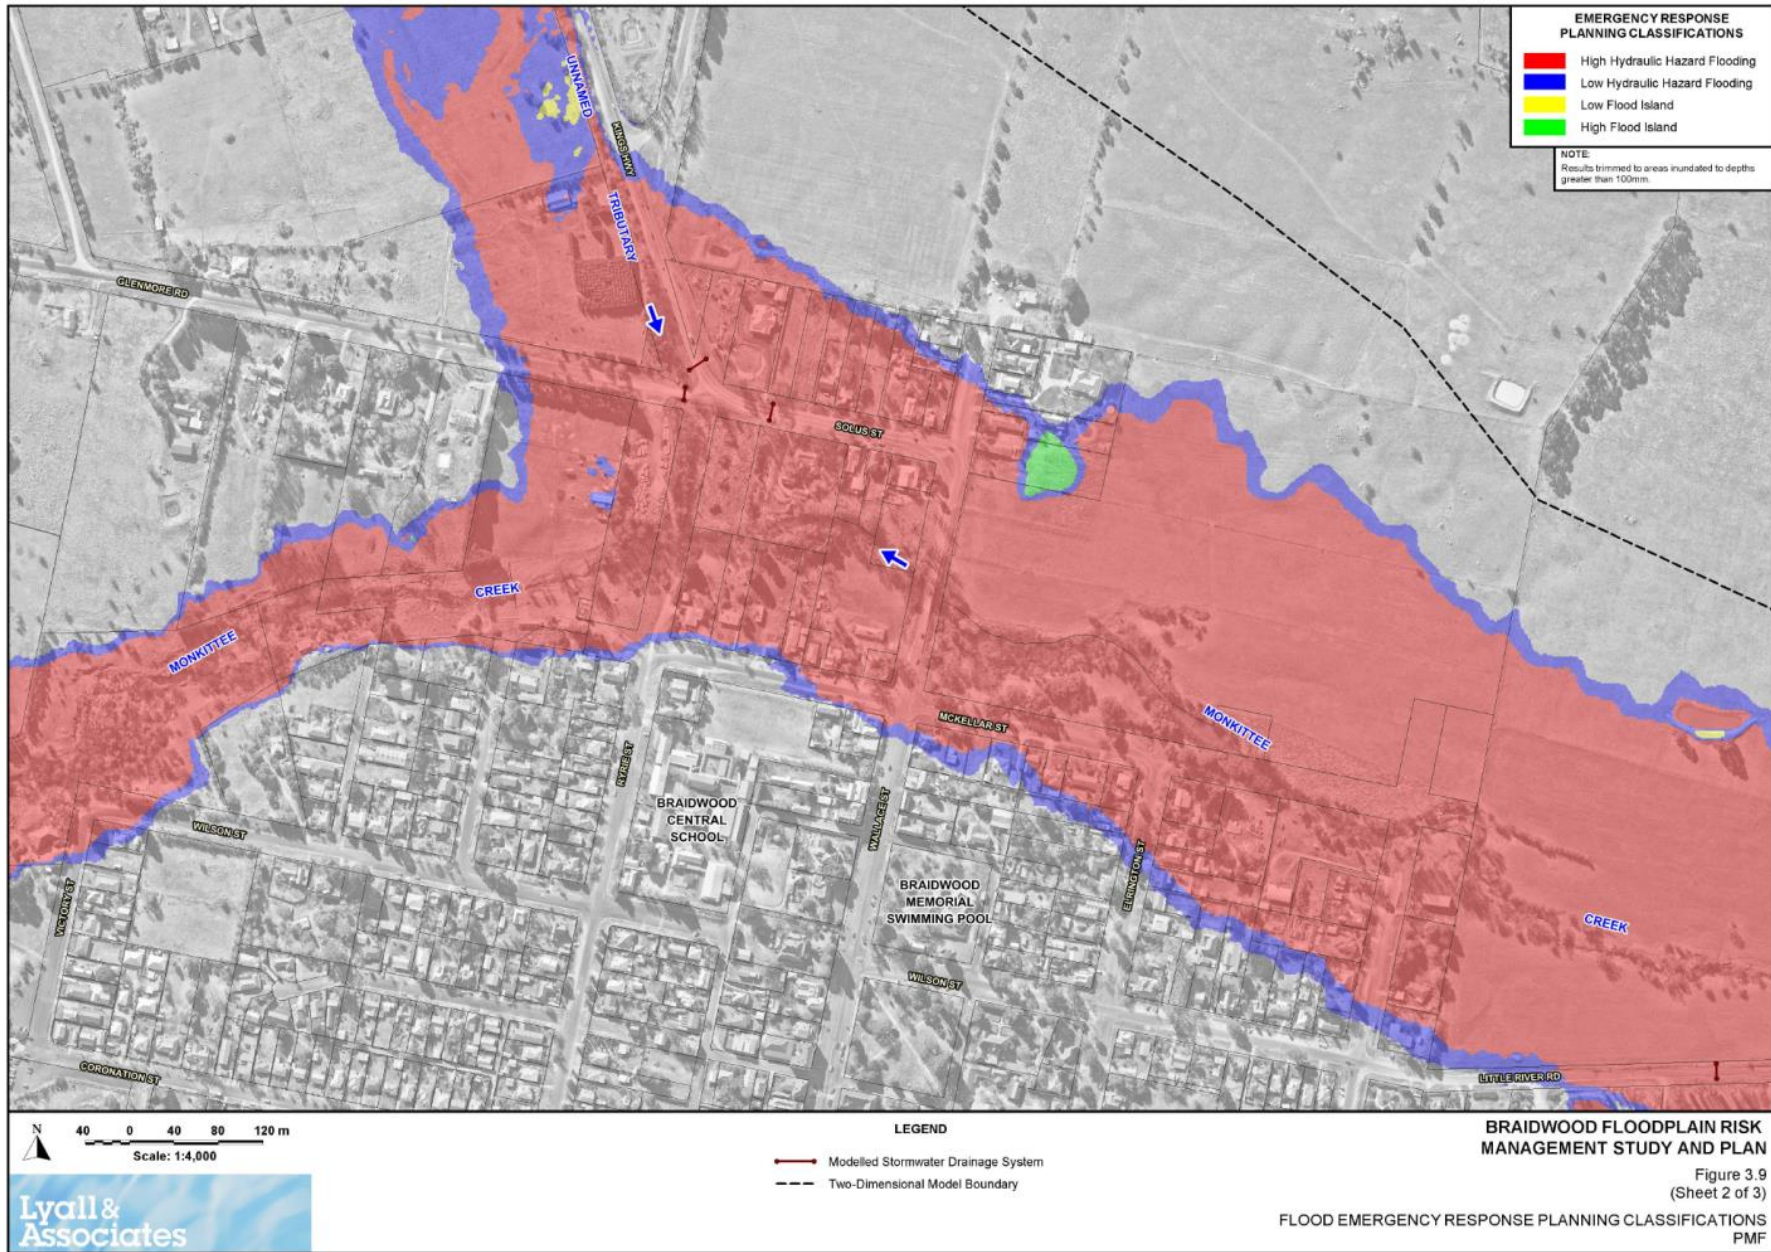 EMERGENCY RESPONSE
PLANNING CLASSIFICATIONS
High Hydraulic Hazard Flooding
Low Hydraulic Hazard Flooding
Low Flood Island
High Flood Island
NOTE:
Results trimmed to areas inundated to depths
greater than 100mm.
UNNAMED
TRIBUTARY
KINGS HWY
GLENMORE RD
SOLUS ST
MONKITTEE
CREEK
MONKITTEE
CREEK
MCKELLAR ST
RYRIE ST
WALLACE ST
ELRINGTON ST
BRAIDWOOD
CENTRAL
SCHOOL
BRAIDWOOD
MEMORIAL
SWIMMING POOL
WILSON ST
WILSON ST
VICTORY ST
CORONATION ST
LITTLE RIVER RD
N
40 0 40 80 120 m
Scale: 1:4,000
Lyall &
Associates
LEGEND
Modelled Stormwater Drainage System
Two-Dimensional Model Boundary
BRAIDWOOD FLOODPLAIN RISK
MANAGEMENT STUDY AND PLAN
Figure 3.9
(Sheet 2 of 3)
FLOOD EMERGENCY RESPONSE PLANNING CLASSIFICATIONS
PMF